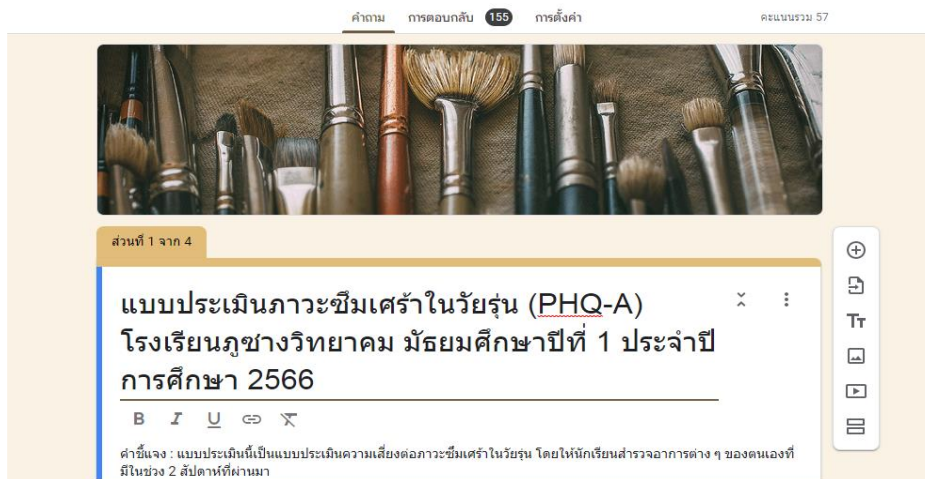 คำถาม การตอบกลับ 155 การตั้งค่า คะแนนรวม 57
ส่วนที่ 1 จาก 4
แบบประเมินภาวะซึมเศร้าในวัยรุ่น (PHQ-A)
โรงเรียนภูซางวิทยาคม มัธยมศึกษาปีที่ 1 ประจำปี
การศึกษา 2566
B I U
Tт
คำชี้แจง : แบบประเมินนี้เป็นแบบประเมินความเสี่ยงต่อภาวะซึมเศร้าในวัยรุ่น โดยให้นักเรียนสำรวจอาการต่าง ๆ ของตนเองที่
มีในช่วง 2 สัปดาห์ที่ผ่านมา